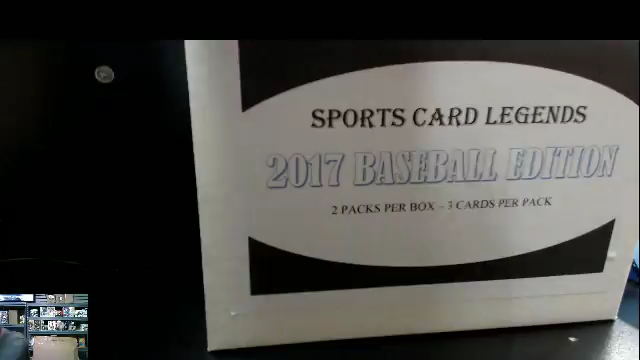 SPORTS CARD LEGENDS
2017 BASEBALL EDITION
2 PACKS PER BOX - 3 CARDS PER PACK